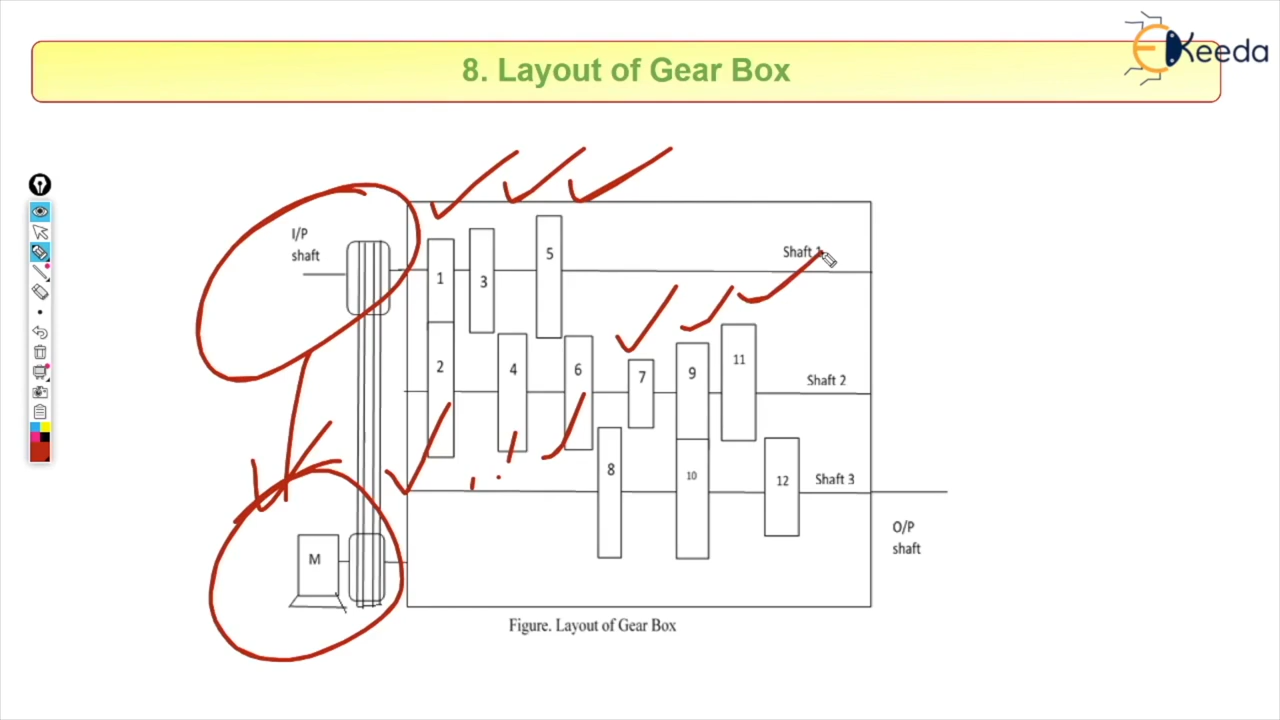 EKeeda
8. Layout of Gear Box
I/P
shaft
1
3
5
Shaft 1
2
4
6
7
9
11
Shaft 2
8
10
12
Shaft 3
M
O/P
shaft
Figure. Layout of Gear Box